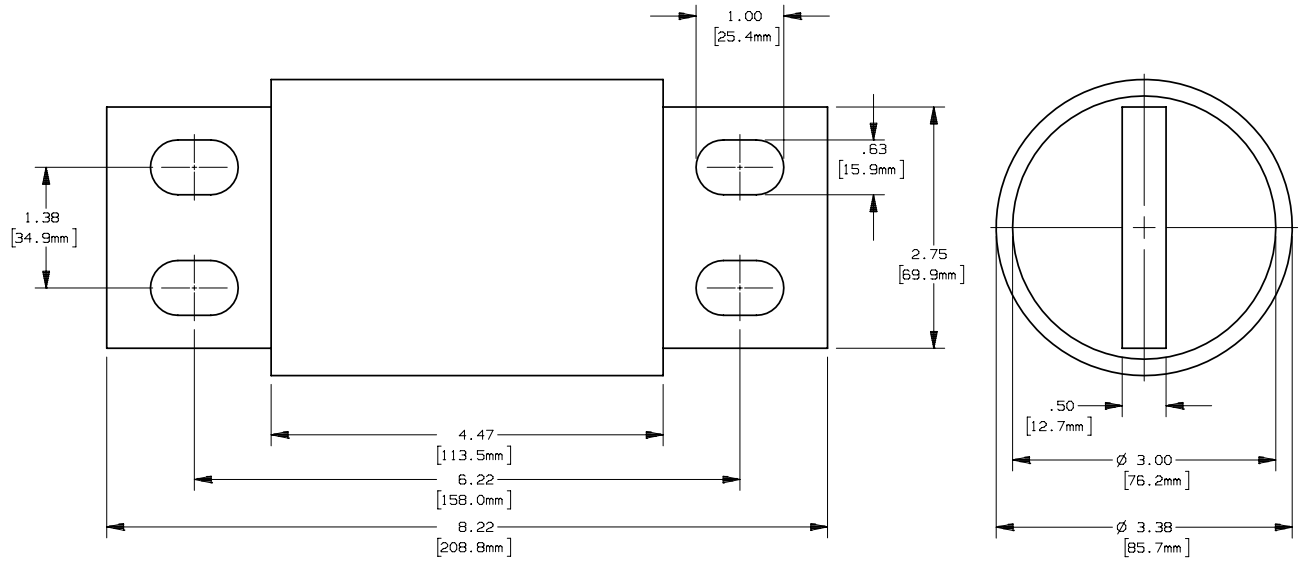 1.00
[25.4mm]
.63
[15.9mm]
1.38
[34.9mm]
2.75
[69.9mm]
.50
[12.7mm]
4.47
[113.5mm]
Ø 3.00
[76.2mm]
6.22
[158.0mm]
8.22
[208.8mm]
Ø 3.38
[85.7mm]